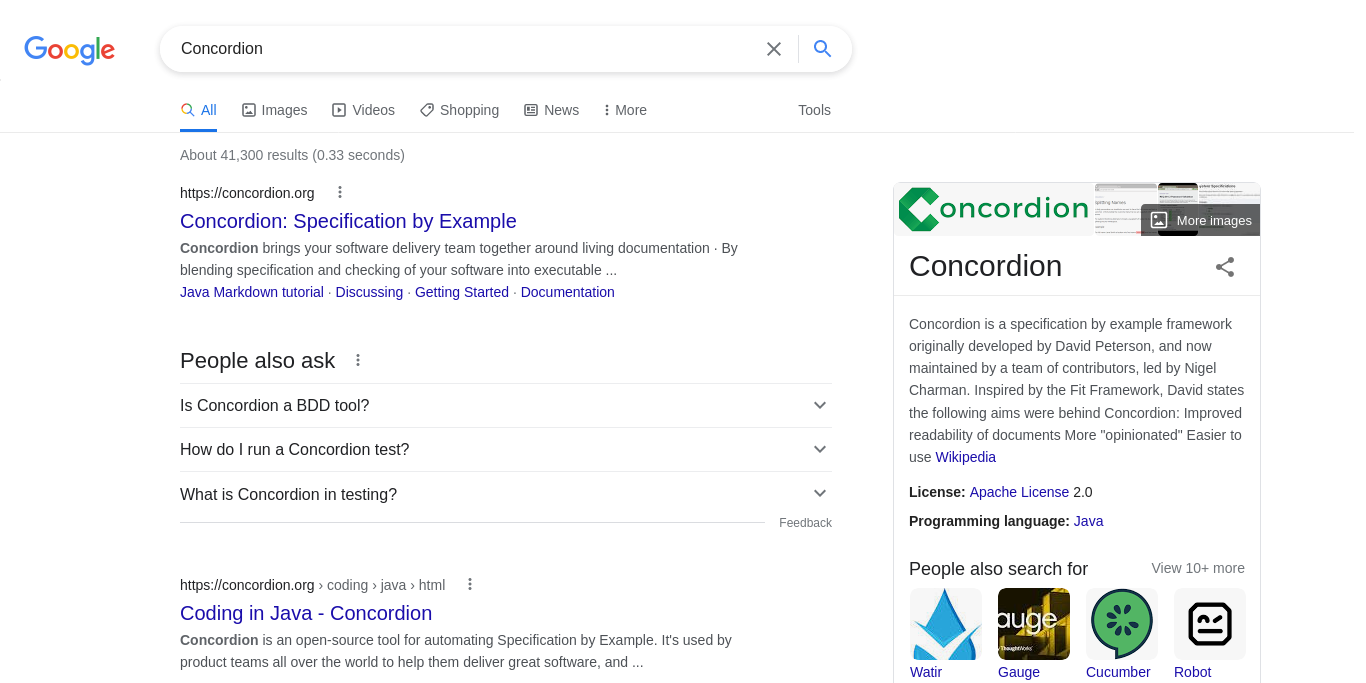 Google
Concordion
All
Images
Videos
Shopping
News
More
Tools
About 41,300 results (0.33 seconds)
https://concordion.org
Concordion: Specification by Example
Concordion brings your software delivery team together around living documentation · By
blending specification and checking of your software into executable ...
Java Markdown tutorial · Discussing · Getting Started · Documentation
People also ask
Is Concordion a BDD tool?
How do I run a Concordion test?
What is Concordion in testing?
Feedback
https://concordion.org › coding › java › html
Coding in Java - Concordion
Concordion is an open-source tool for automating Specification by Example. It's used by
product teams all over the world to help them deliver great software, and ...
Concordion
More images
Concordion
Concordion is a specification by example framework
originally developed by David Peterson, and now
maintained by a team of contributors, led by Nigel
Charman. Inspired by the Fit Framework, David states
the following aims were behind Concordion: Improved
readability of documents More "opinionated" Easier to
use Wikipedia
License: Apache License 2.0
Programming language: Java
People also search for
View 10+ more
auge
ThoughtWorks
Watir
Gauge
Cucumber
Robot